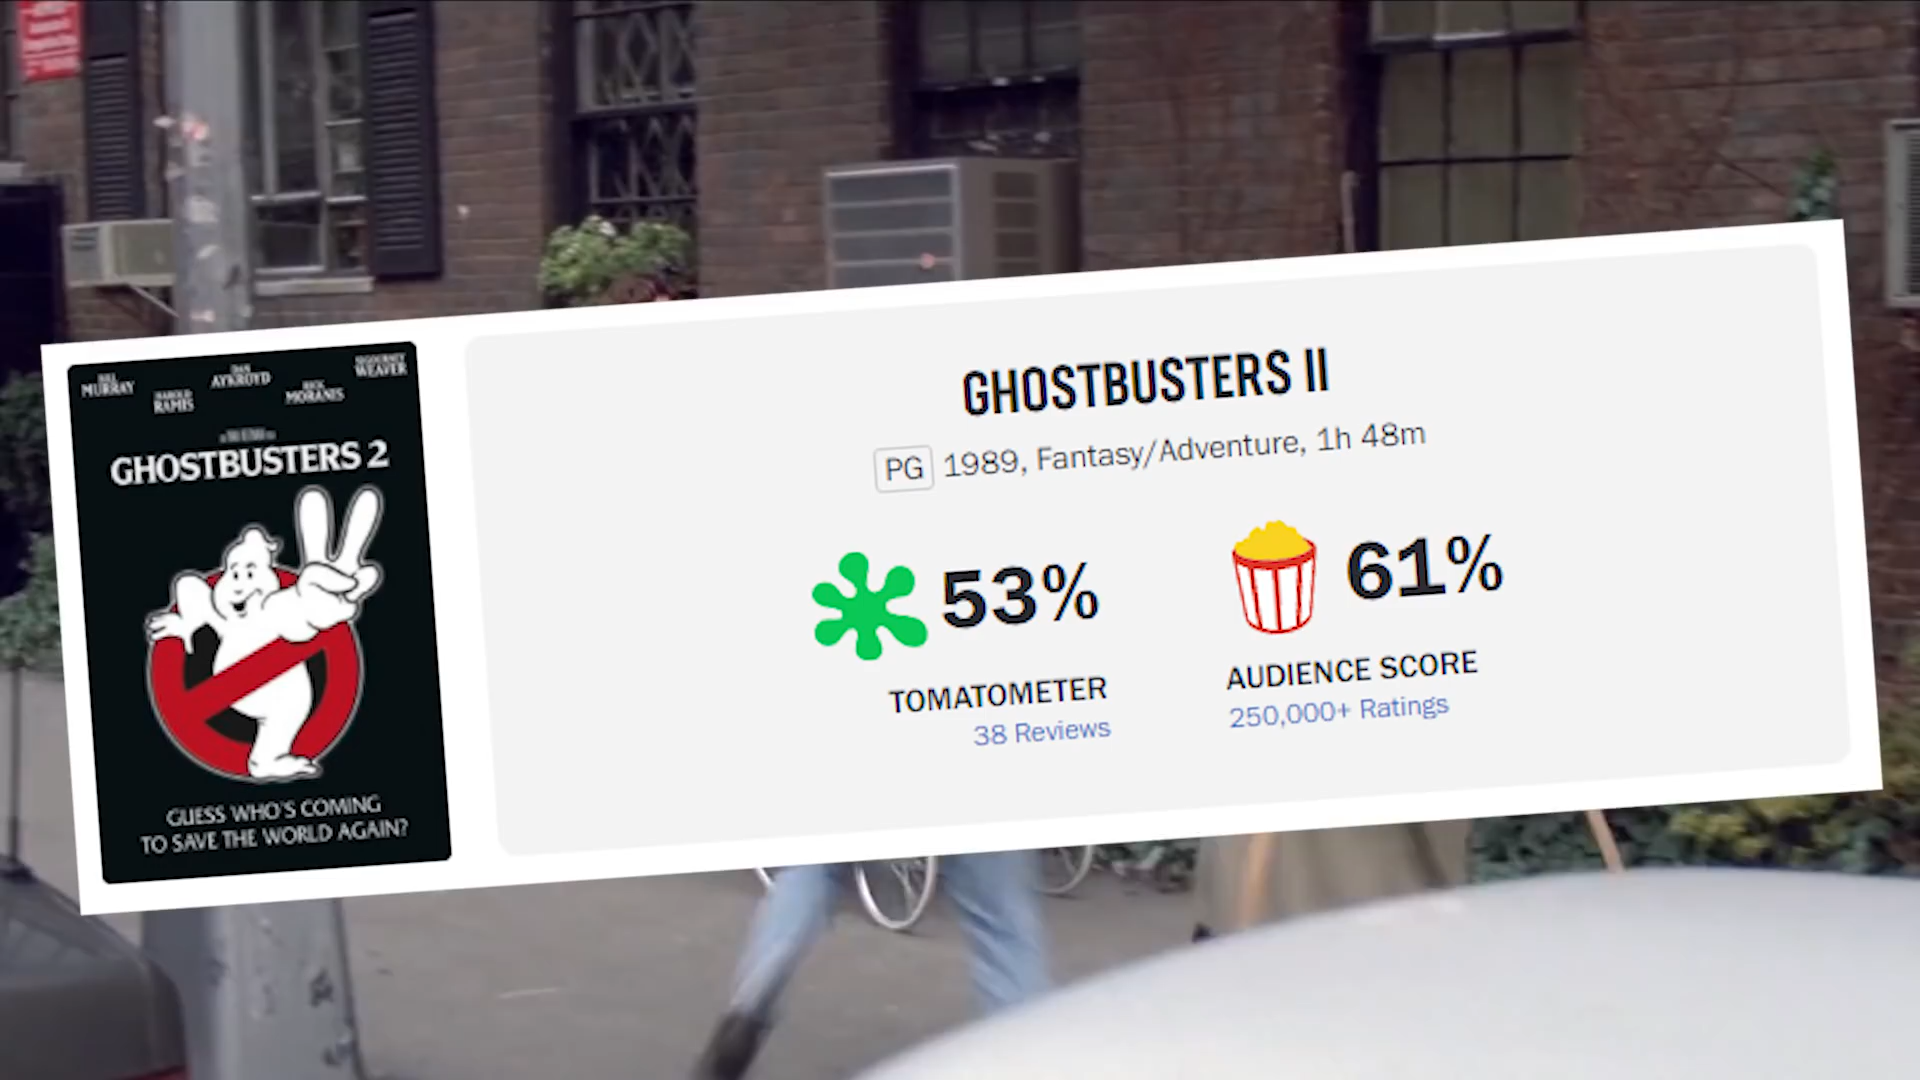 BILL
MURRAY
HAROLD
RAMIS
DAN
AYKROYD
RICK
MORANIS
SIGOURNEY
WEAVER
GHOSTBUSTERS 2
GUESS WHO'S COMING
TO SAVE THE WORLD AGAIN?
GHOSTBUSTERS II
PG 1989, Fantasy/Adventure, 1h 48m
53%
TOMATOMETER
38 Reviews
61%
AUDIENCE SCORE
250,000+ Ratings